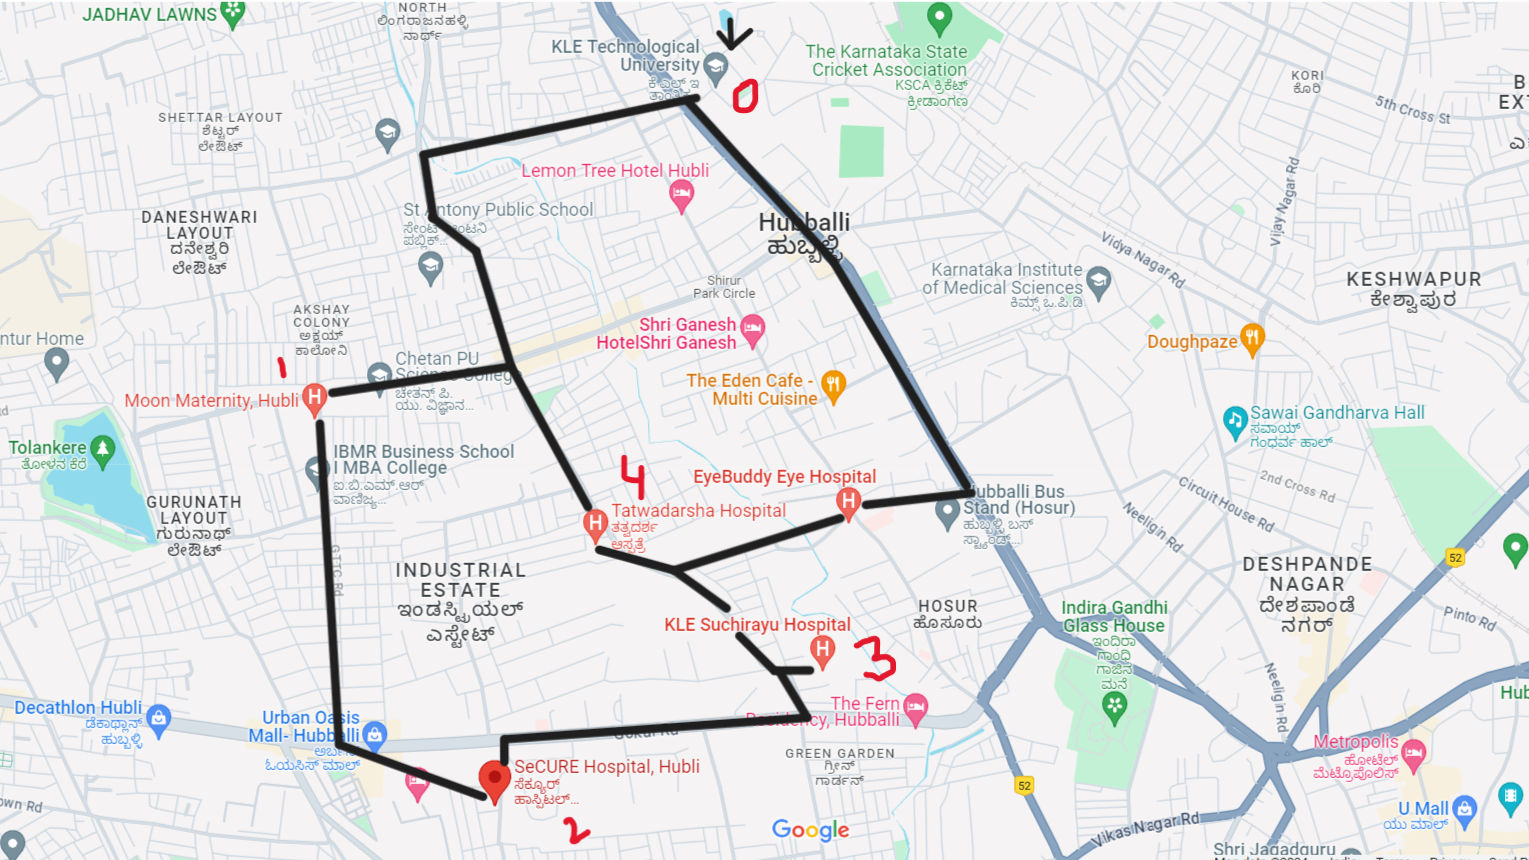 JADHAV LAWNS
NORTH
ಲಿಂಗರಾಜನಹಳ್ಳಿ
ನಾರ್ಥ್
KLE Technological
University
0
The Karnataka State
Cricket Association
KSCA ಕ್ರಿಕೆಟ್
ಕ್ರೀಡಾಂಗಣ
KORI
ಕೊರಿ
5th Cross St
SHETTAR LAYOUT
ಶೆಟ್ಟರ್
ಲೇಔಟ್
Lemon Tree Hotel Hubli
St Antony Public School
ಪಬ್ಲಿಕ್...
DANESHWARI
LAYOUT
ದನೇಶ್ವರಿ
ಲೇಔಟ್
Hubballi
ಹುಬ್ಬಳ್ಳಿ
Vijay Nagar Rd
Vidya Nagar Rd
Karnataka Institute
of Medical Sciences
ಕಿಮ್ಸ್ ಒ.ಪಿ.ಡಿ
KESHWAPUR
ಕೇಶ್ವಾಪುರ
Shirur
Park Circle
AKSHAY
COLONY
ಅಕ್ಷಯ್
ಕಾಲೋನಿ
ntur Home
Shri Ganesh
HotelShri Ganesh
Doughpaze
1
Chetan PU
Science College
ಚೇತನ್ ಪಿ.
ಯು. ವಿಜ್ಞಾನ...
Moon Maternity, Hubli
The Eden Cafe -
Multi Cuisine
Sawai Gandharva Hall
ಸವಾಯ್
ಗಂಧರ್ವ ಹಾಲ್
Tolankere
ತೋಳನ ಕೆರೆ
IBMR Business School
I MBA College
ಐ.ಬಿ.ಎಮ್.ಆರ್
ವಾಣಿಜ್ಯ...
4
EyeBuddy Eye Hospital
2nd Cross Rd
Circuit House Rd
Neeligin Rd
GURUNATH
LAYOUT
ಗುರುನಾಥ್
ಲೇಔಟ್
Tatwadarsha Hospital
ತತ್ವದರ್ಶ
ಆಸ್ಪತ್ರೆ
Hubballi Bus
Stand (Hosur)
ಹುಬ್ಬಳ್ಳಿ ಬಸ್
ಸ್ಟ್ಯಾಂಡ್...
52
INDUSTRIAL
ESTATE
ಇಂಡಸ್ಟ್ರಿಯಲ್
ಎಸ್ಟೇಟ್
DESHPANDE
NAGAR
ದೇಶಪಾಂಡೆ
ನಗರ್
HOSUR
ಹೊಸೂರು
Pinto Rd
Indira Gandhi
Glass House
ಇಂದಿರಾ
ಗಾಂಧಿ
ಗಾಜಿನ
ಮನೆ
KLE Suchirayu Hospital
3
Neeligin Rd
Decathlon Hubli
ಡೆಕಾಥ್ಲಾನ್
ಹುಬ್ಬಳ್ಳಿ
Urban Oasis
Mall- Hubballi
ಅರ್ಬನ್
ಓಯಸಿಸ್ ಮಾಲ್
The Fern
Residency, Hubballi
Gokul Rd
GREEN GARDEN
ಗ್ರೀನ್
ಗಾರ್ಡನ್
Metropolis
ಹೋಟೆಲ್
ಮೆಟ್ರೊಪೊಲಿಸ್
SeCURE Hospital, Hubli
ಸೆಕ್ಯೂರ್
ಹಾಸ್ಪಿಟಲ್...
52
own Rd
2
Google
Vikas Nagar Rd
U Mall
ಯು ಮಾಲ್
Shri Jagadguru